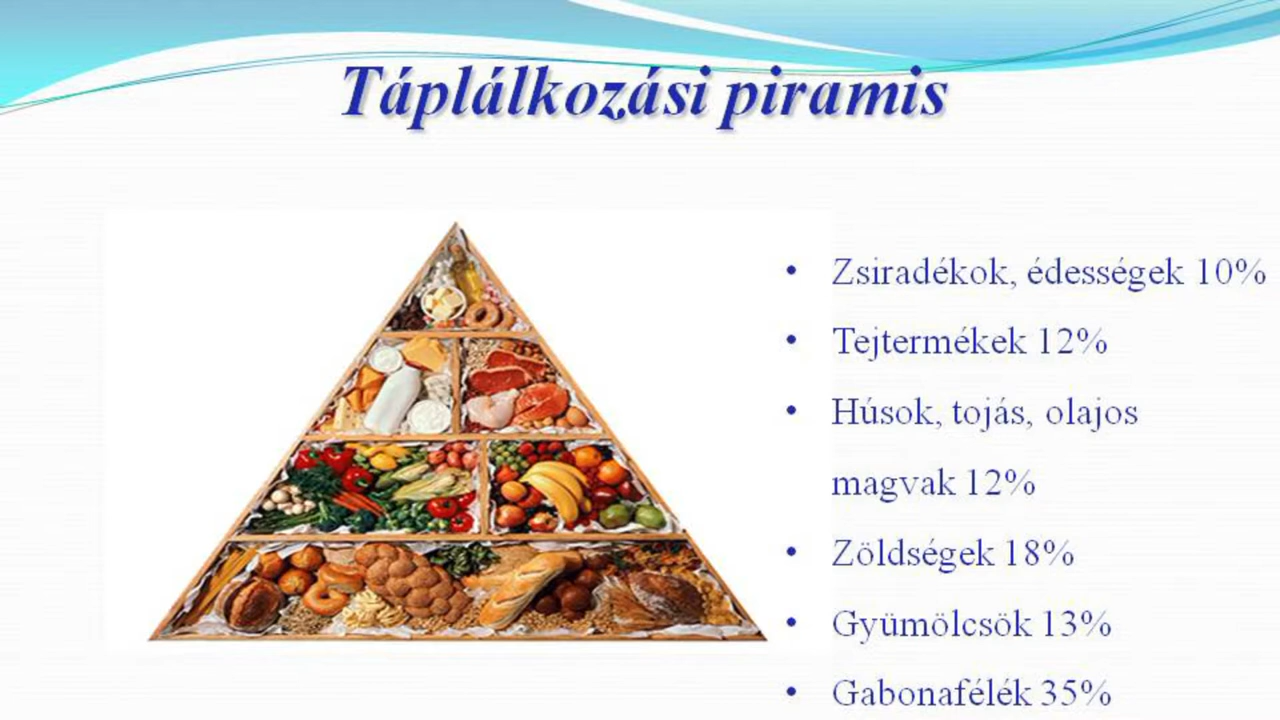 Táplálkozási piramis
• Zsiradékok, édességek 10%
• Tejtermékek 12%
• Húsok, tojás, olajos
magvak 12%
• Zöldségek 18%
• Gyümölcsök 13%
• Gabonafélék 35%